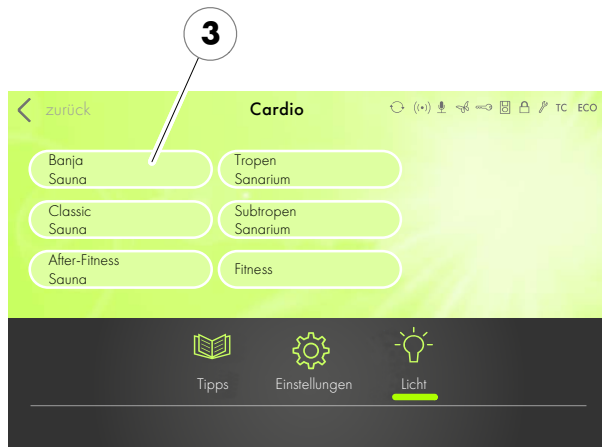 3
zurück Cardio TC ECO
Banja
Sauna
Tropen
Sanarium
Classic
Sauna
Subtropen
Sanarium
After-Fitness
Sauna
Fitness
Tipps Einstellungen Licht